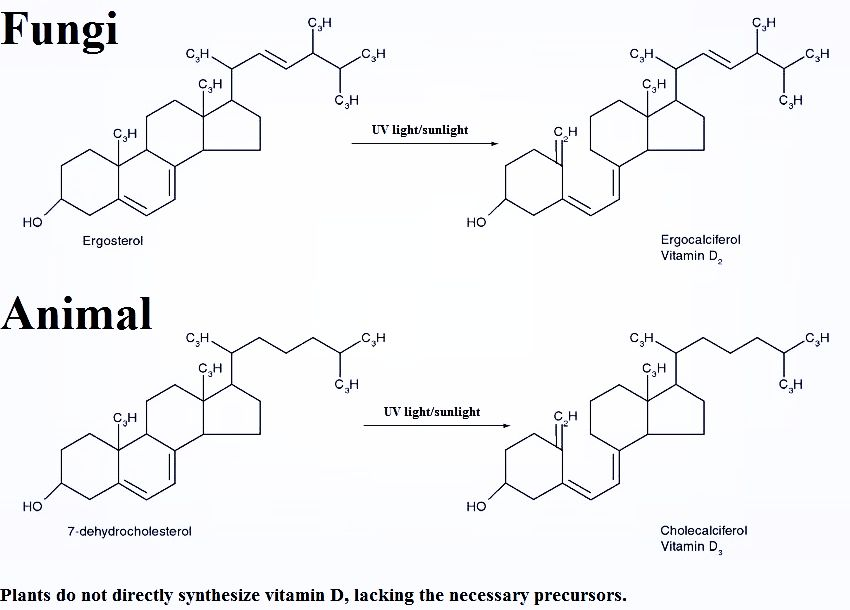 Fungi
C₃H
C₃H
C₃H
C₃H
C₃H
C₃H
HO
Ergosterol
UV light/sunlight
C₃H
C₃H
C₃H
C₃H
C₃H
C₂H
HO
Ergocalciferol
Vitamin D₂
Animal
C₃H
C₃H
C₃H
C₃H
C₃H
HO
7-dehydrocholesterol
UV light/sunlight
C₃H
C₃H
C₃H
C₃H
C₂H
HO
Cholecalciferol
Vitamin D₃
Plants do not directly synthesize vitamin D, lacking the necessary precursors.